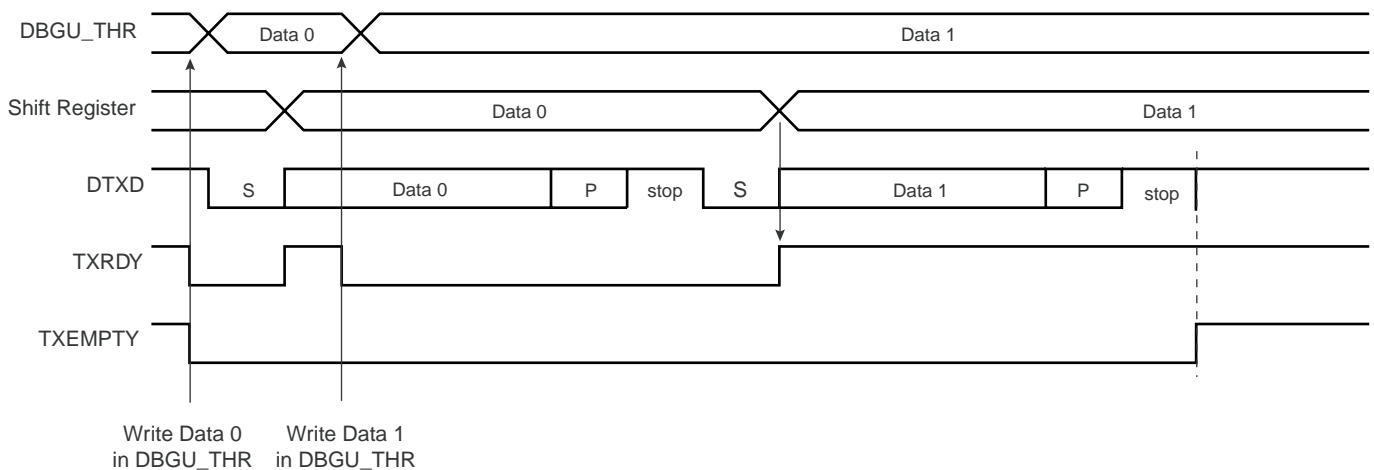 DBGU_THR
Data 0
Data 1
Shift Register
Data 0
Data 1
DTXD
S
Data 0
P
stop
S
Data 1
P
stop
TXRDY
TXEMPTY
Write Data 0
in DBGU_THR
Write Data 1
in DBGU_THR